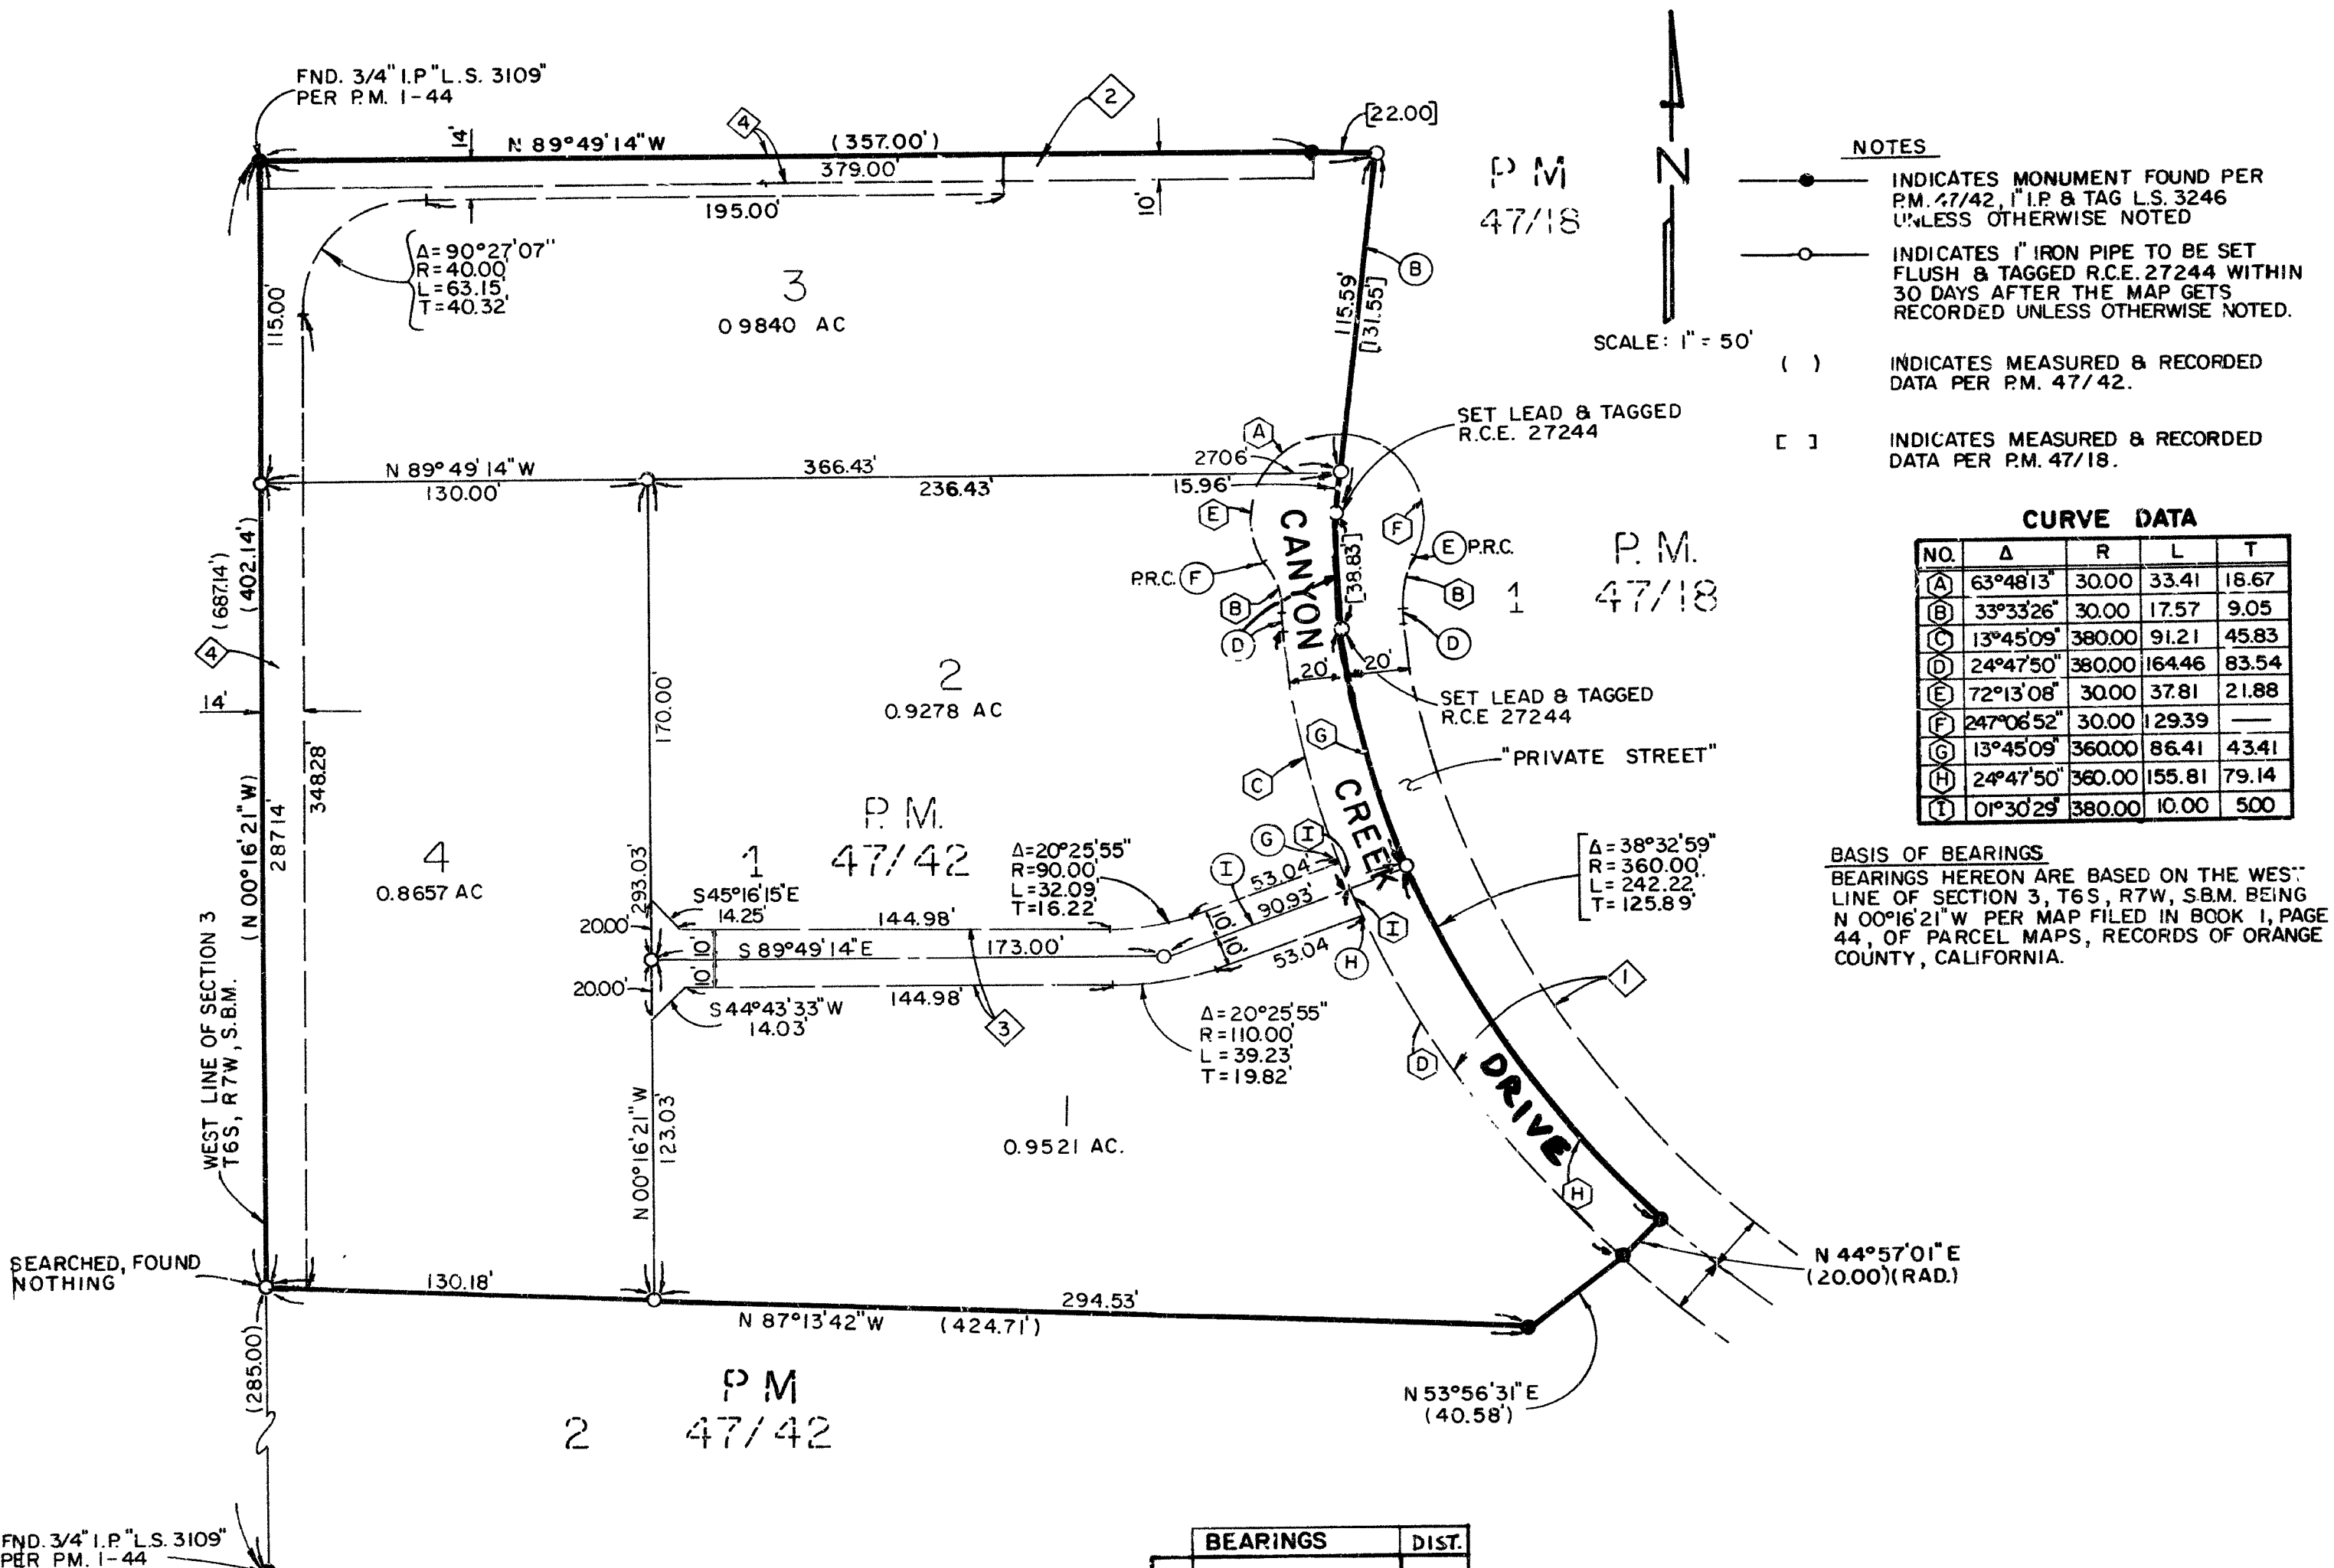 FND. 3/4" I.P "L.S. 3109"
PER P.M. 1-44
14'
N 89°49'14"W
(357.00')
379.00'
195.00'
4
2
[22.00]
10'
P M
47/18
N
SCALE: 1" = 50'
NOTES
INDICATES MONUMENT FOUND PER
P.M. 47/42, 1" I.P. & TAG L.S. 3246
UNLESS OTHERWISE NOTED
INDICATES 1" IRON PIPE TO BE SET
FLUSH & TAGGED R.C.E. 27244 WITHIN
30 DAYS AFTER THE MAP GETS
RECORDED UNLESS OTHERWISE NOTED.
( ) INDICATES MEASURED & RECORDED
DATA PER P.M. 47/42.
[ ] INDICATES MEASURED & RECORDED
DATA PER P.M. 47/18.
Δ=90°27'07"
R=40.00'
L=63.15'
T=40.32'
115.00'
3
0.9840 AC
115.59'
[131.55']
B
SET LEAD & TAGGED
R.C.E. 27244
A
27.06'
15.96'
N 89°49'14"W
130.00'
366.43'
236.43'
E
F
E P.R.C.
P.R.C. F
B
B
D
D
[38.83']
1
P.M.
47/18
20'
20'
SET LEAD & TAGGED
R.C.E 27244
CURVE DATA
NO. Δ R L T
A 63°48'13" 30.00 33.41 18.67
B 33°33'26" 30.00 17.57 9.05
C 13°45'09" 380.00 91.21 45.83
D 24°47'50" 380.00 164.46 83.54
E 72°13'08" 30.00 37.81 21.88
F 247°06'52" 30.00 129.39 —
G 13°45'09" 360.00 86.41 43.41
H 24°47'50" 360.00 155.81 79.14
I 01°30'29" 380.00 10.00 5.00
BASIS OF BEARINGS
BEARINGS HEREON ARE BASED ON THE WEST
LINE OF SECTION 3, T6S, R7W, S.B.M. BEING
N 00°16'21"W PER MAP FILED IN BOOK 1, PAGE
44, OF PARCEL MAPS, RECORDS OF ORANGE
COUNTY, CALIFORNIA.
(687.14')
(402.14')
4
14'
(N 00°16'21"W)
287.14'
348.28'
170.00'
293.03'
2
0.9278 AC
CANYON
CREEK
DRIVE
"PRIVATE STREET"
G
C
4
0.8657 AC
1
P.M.
47/42
S45°16'15"E
14.25'
20.00'
20.00'
S44°43'33"W
14.03'
10' 10'
144.98'
S 89°49'14"E
173.00'
144.98'
3
Δ=20°25'55"
R=90.00'
L=32.09'
T=16.22'
G
I
I
53.04'
90.93'
53.04
10' 10'
I
H
Δ=20°25'55"
R=110.00'
L=39.23'
T=19.82'
Δ=38°32'59"
R=360.00'
L=242.22'
T=125.89'
1
D
H
WEST LINE OF SECTION 3
T6S, R7W, S.B.M.
N 00°16'21"W
123.03'
1
0.9521 AC.
SEARCHED, FOUND
NOTHING
130.18'
294.53'
N 87°13'42"W
(424.71')
N 44°57'01"E
(20.00')(RAD.)
N 53°56'31"E
(40.58')
(285.00')
P M
2
47/42
FND. 3/4" I.P. "L.S. 3109"
PER PM. 1-44
BEARINGS DIST.